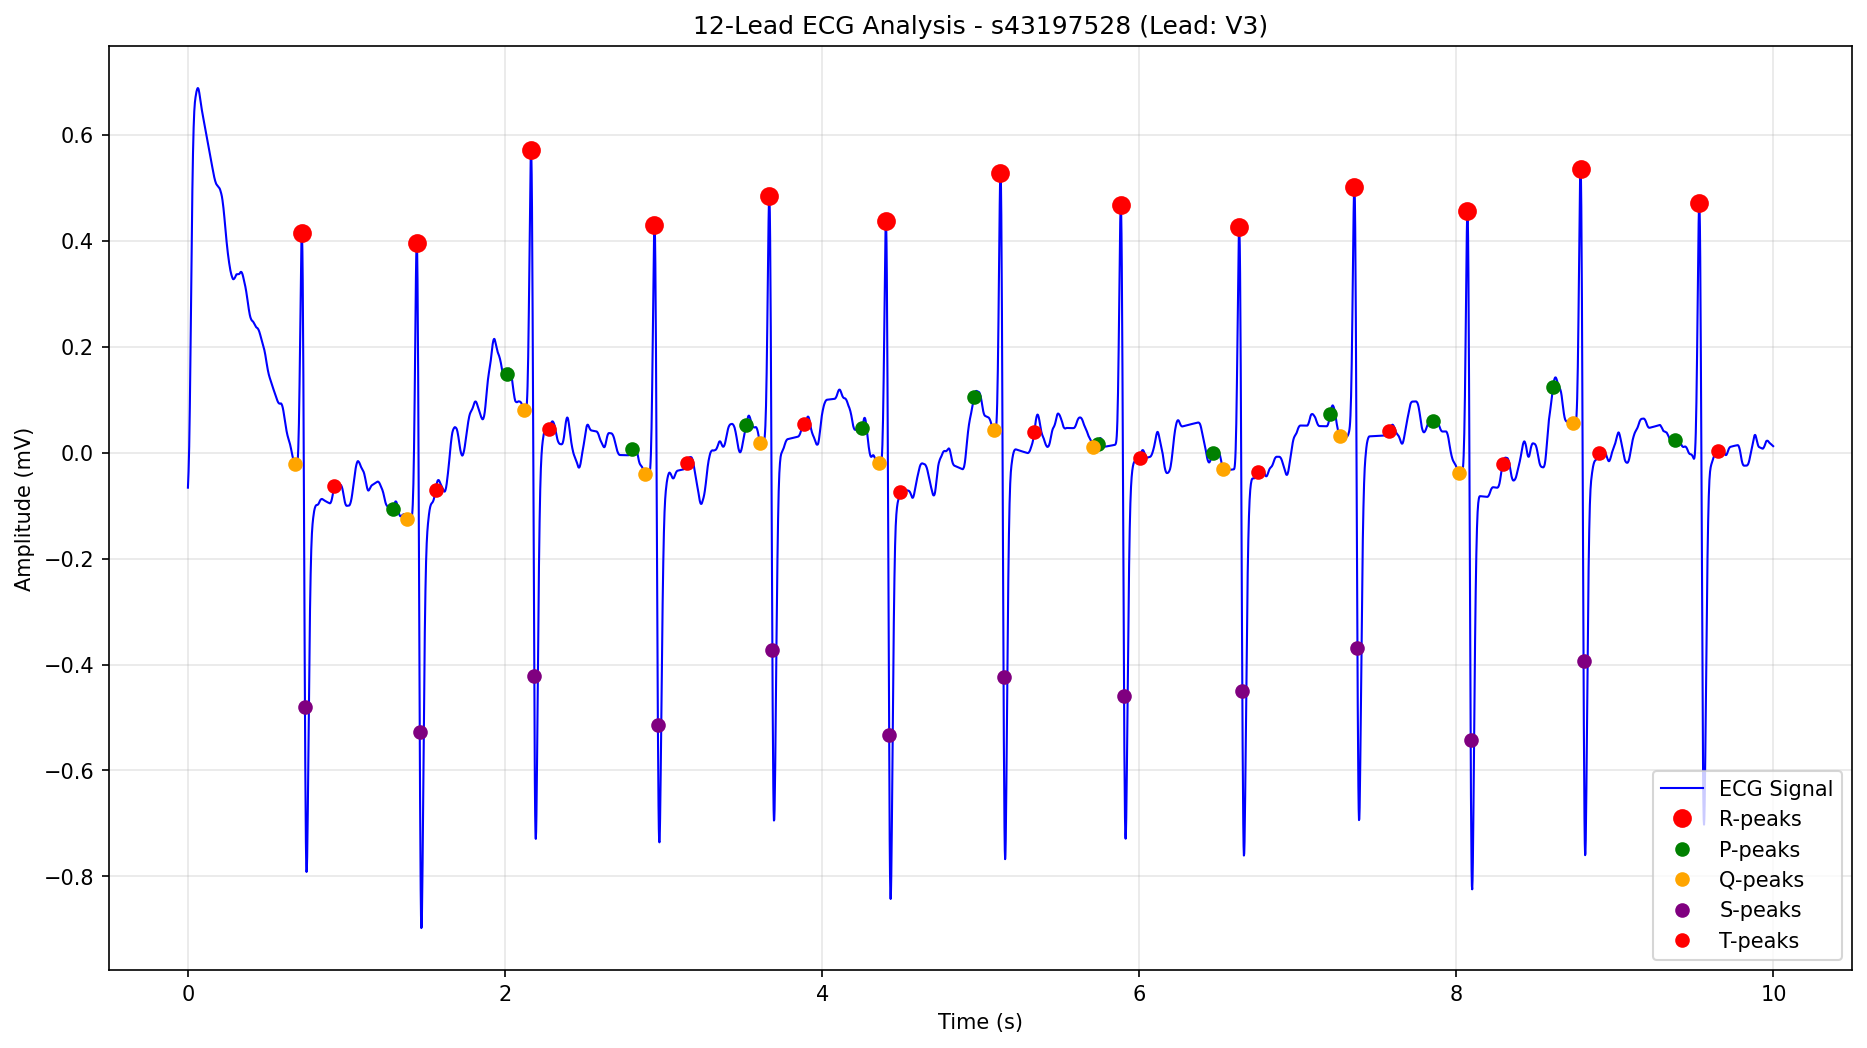 12-Lead ECG Analysis - s43197528 (Lead: V3)
Amplitude (mV)
0.6
0.4
0.2
0.0
−0.2
−0.4
−0.6
−0.8
ECG Signal
R-peaks
P-peaks
Q-peaks
S-peaks
T-peaks
0 2 4 6 8 10
Time (s)